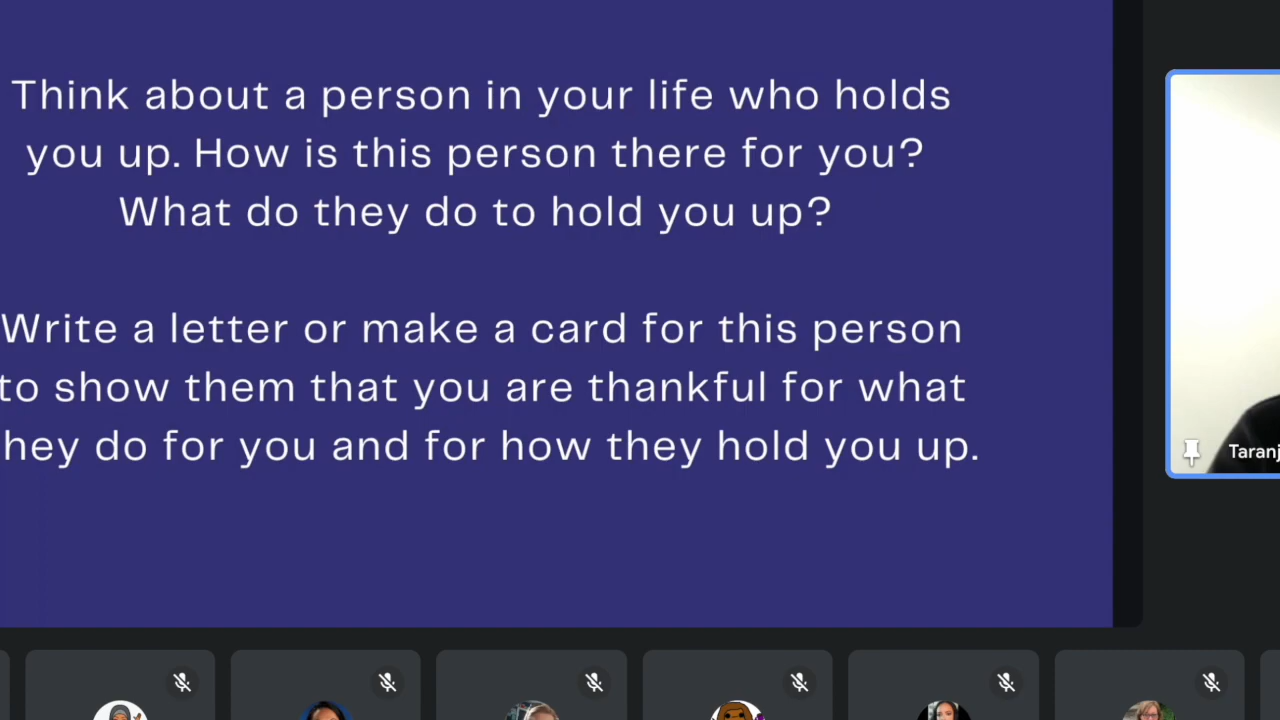 Think about a person in your life who holds
you up. How is this person there for you?
What do they do to hold you up?
Write a letter or make a card for this person
to show them that you are thankful for what
hey do for you and for how they hold you up.
Taranj